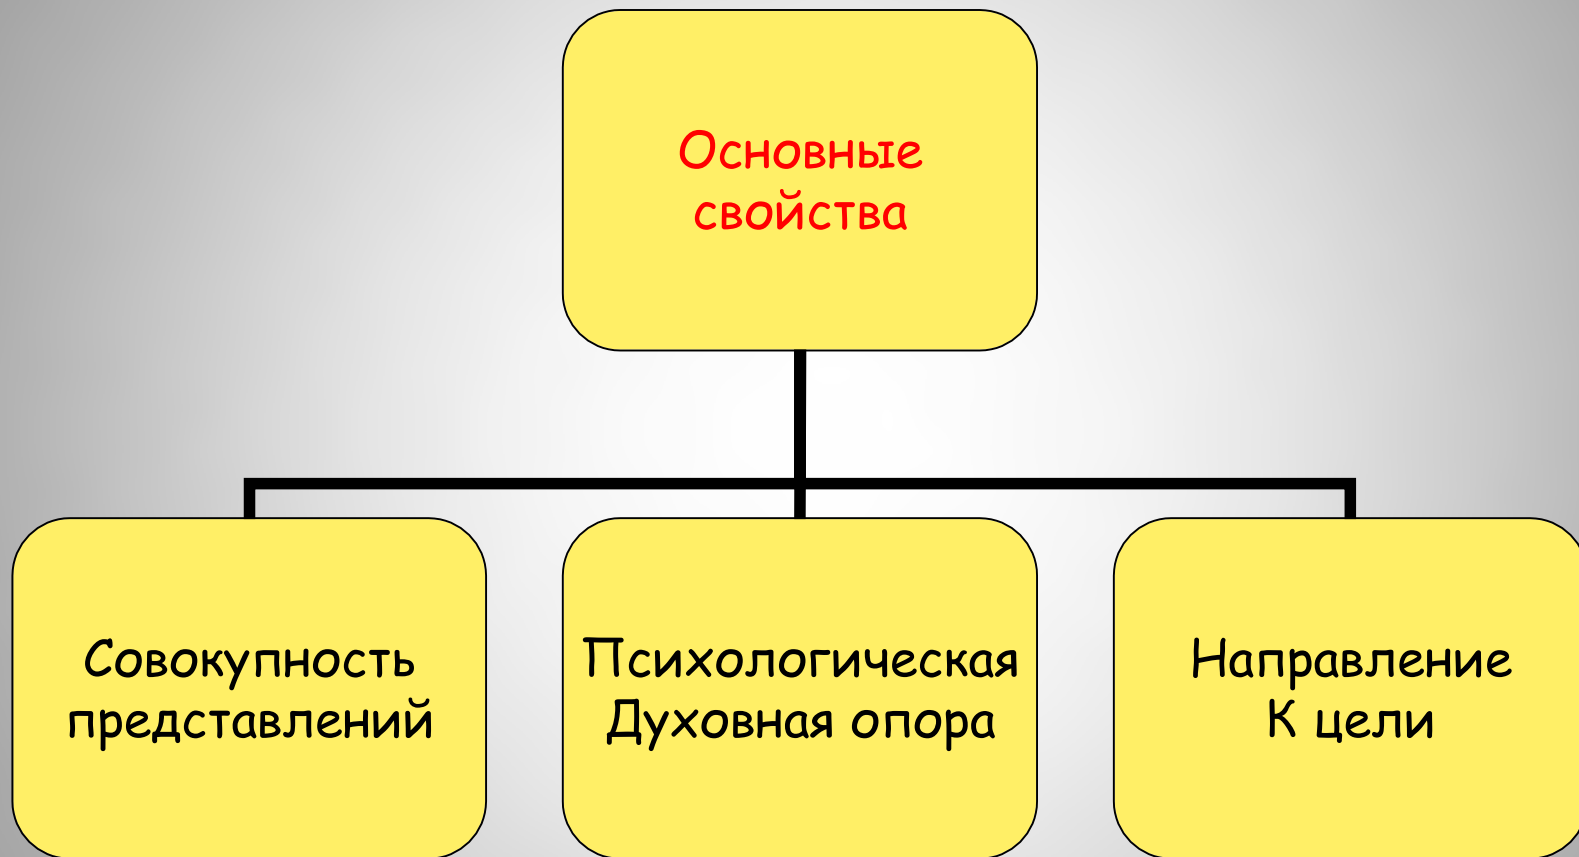 Основные
свойства
Совокупность
представлений
Психологическая
Духовная опора
Направление
К цели